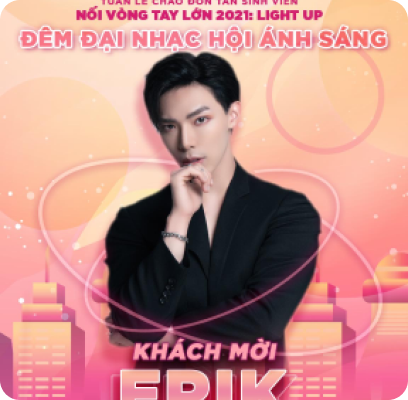 TUẦN LỄ CHÀO ĐÓN TÂN SINH VIÊN
NỐI VÒNG TAY LỚN 2021: LIGHT UP
ĐÊM ĐẠI NHẠC HỘI ÁNH SÁNG
KHÁCH MỜI
ERIK